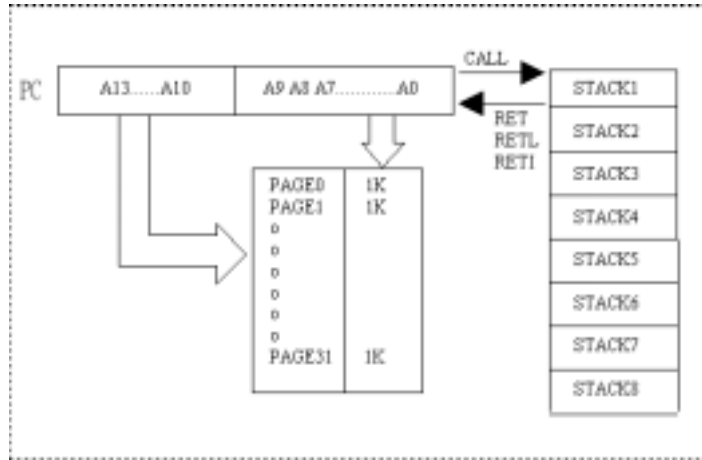 PC
A13.....A10
A9 A8 A7...........A0
CALL
RET
RETL
RETI
PAGE0 1K
PAGE1 1K
o
o
o
o
o
o
PAGE31 1K
STACK1
STACK2
STACK3
STACK4
STACK5
STACK6
STACK7
STACK8